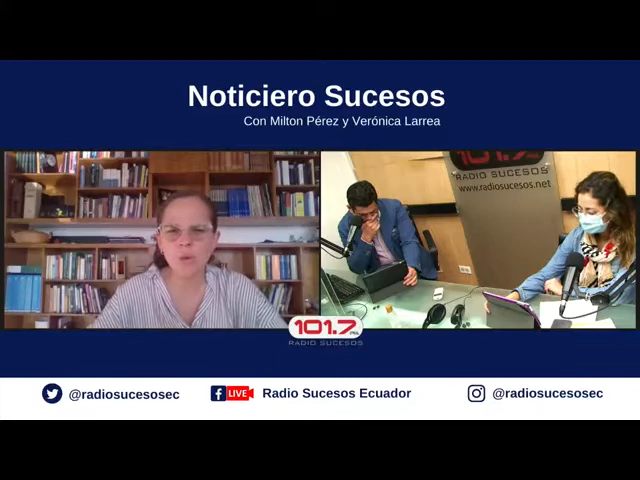 Noticiero Sucesos
Con Milton Pérez y Verónica Larrea
101.7
RADIO SUCESOS
www.radiosucesos.net
101.7
RADIO SUCESOS
@radiosucesosec
LIVE
Radio Sucesos Ecuador
@radiosucesosec